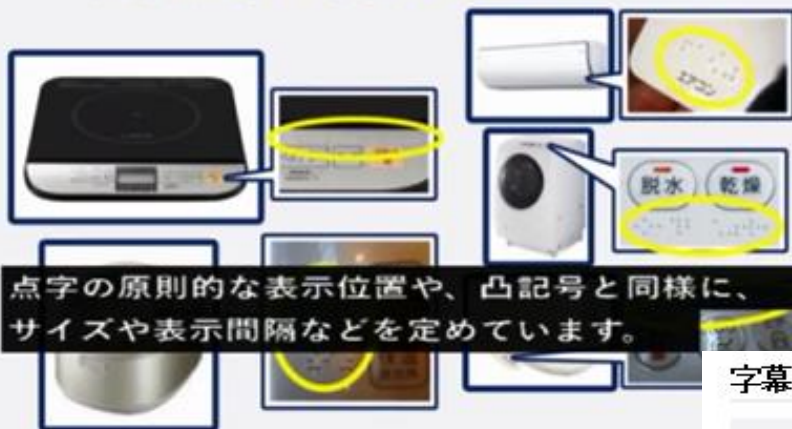 エアコン
脱水 乾燥
点字の原則的な表示位置や、凸記号と同様に、
サイズや表示間隔などを定めています。
字幕